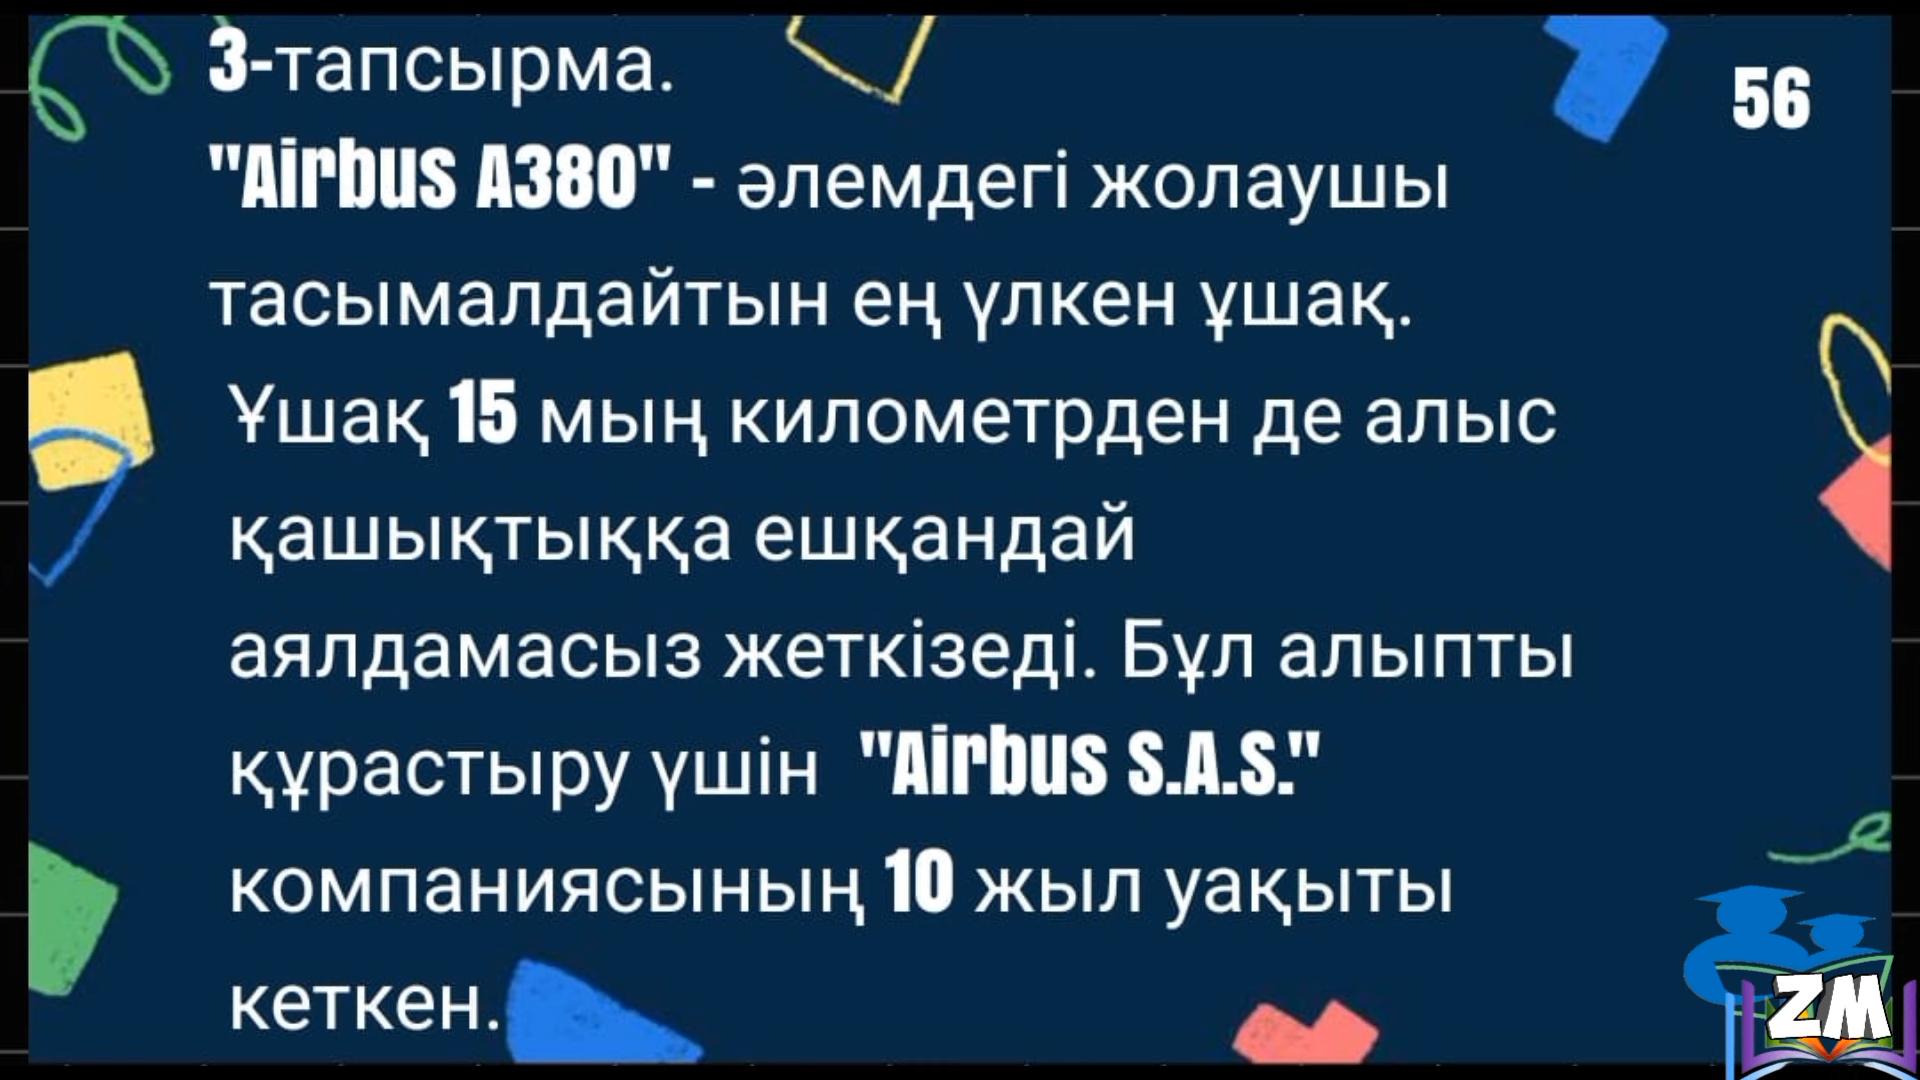 3-тапсырма.
56
"Airbus A380" - әлемдегі жолаушы
тасымалдайтын ең үлкен ұшақ.
Ұшақ 15 мың километрден де алыс
қашықтыққа ешқандай
аялдамасыз жеткізеді. Бұл алыпты
құрастыру үшін "Airbus S.A.S."
компаниясының 10 жыл уақыты
кеткен.
ZM